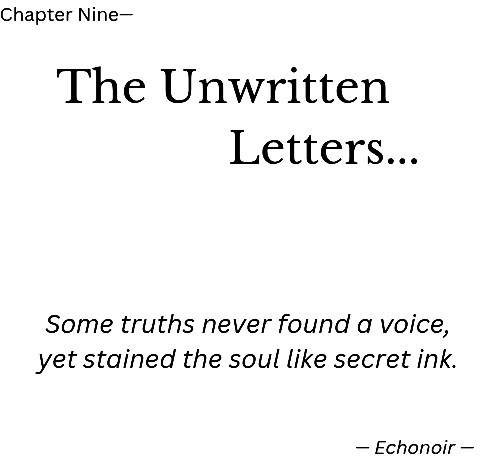 Chapter Nine—
The Unwritten
Letters...
Some truths never found a voice,
yet stained the soul like secret ink.
— Echonoir —